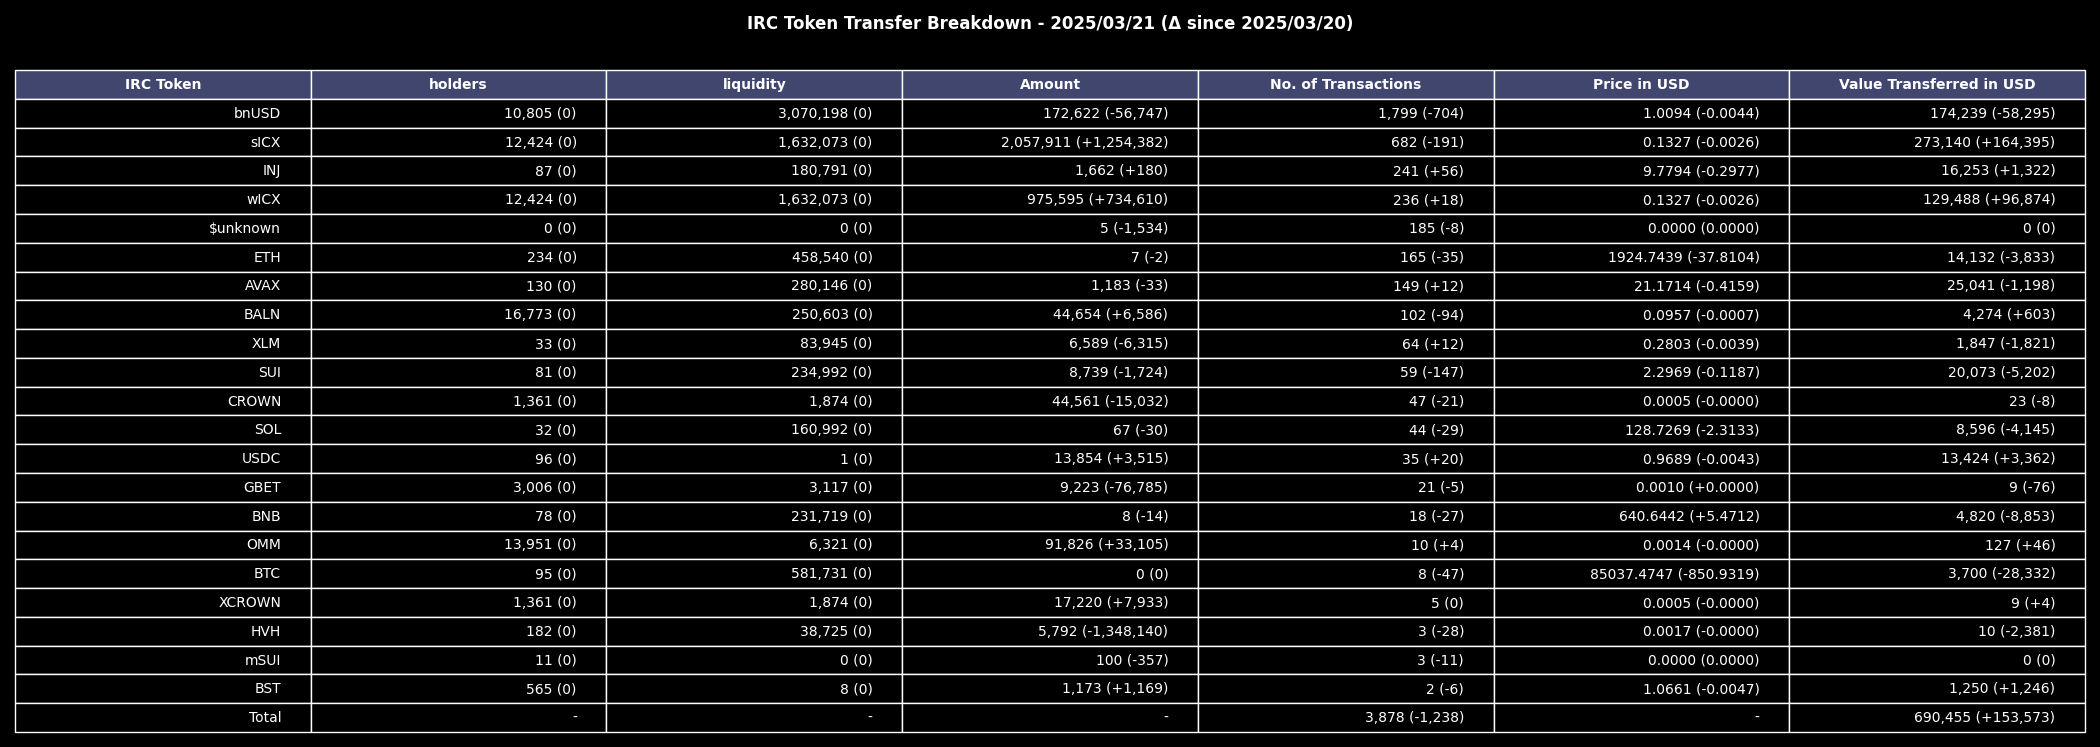 IRC Token Transfer Breakdown - 2025/03/21 (Δ since 2025/03/20)
IRC Token holders liquidity Amount No. of Transactions Price in USD Value Transferred in USD
bnUSD 10,805 (0) 3,070,198 (0) 172,622 (-56,747) 1,799 (-704) 1.0094 (-0.0044) 174,239 (-58,295)
sICX 12,424 (0) 1,632,073 (0) 2,057,911 (+1,254,382) 682 (-191) 0.1327 (-0.0026) 273,140 (+164,395)
INJ 87 (0) 180,791 (0) 1,662 (+180) 241 (+56) 9.7794 (-0.2977) 16,253 (+1,322)
wICX 12,424 (0) 1,632,073 (0) 975,595 (+734,610) 236 (+18) 0.1327 (-0.0026) 129,488 (+96,874)
$unknown 0 (0) 0 (0) 5 (-1,534) 185 (-8) 0.0000 (0.0000) 0 (0)
ETH 234 (0) 458,540 (0) 7 (-2) 165 (-35) 1924.7439 (-37.8104) 14,132 (-3,833)
AVAX 130 (0) 280,146 (0) 1,183 (-33) 149 (+12) 21.1714 (-0.4159) 25,041 (-1,198)
BALN 16,773 (0) 250,603 (0) 44,654 (+6,586) 102 (-94) 0.0957 (-0.0007) 4,274 (+603)
XLM 33 (0) 83,945 (0) 6,589 (-6,315) 64 (+12) 0.2803 (-0.0039) 1,847 (-1,821)
SUI 81 (0) 234,992 (0) 8,739 (-1,724) 59 (-147) 2.2969 (-0.1187) 20,073 (-5,202)
CROWN 1,361 (0) 1,874 (0) 44,561 (-15,032) 47 (-21) 0.0005 (-0.0000) 23 (-8)
SOL 32 (0) 160,992 (0) 67 (-30) 44 (-29) 128.7269 (-2.3133) 8,596 (-4,145)
USDC 96 (0) 1 (0) 13,854 (+3,515) 35 (+20) 0.9689 (-0.0043) 13,424 (+3,362)
GBET 3,006 (0) 3,117 (0) 9,223 (-76,785) 21 (-5) 0.0010 (+0.0000) 9 (-76)
BNB 78 (0) 231,719 (0) 8 (-14) 18 (-27) 640.6442 (+5.4712) 4,820 (-8,853)
OMM 13,951 (0) 6,321 (0) 91,826 (+33,105) 10 (+4) 0.0014 (-0.0000) 127 (+46)
BTC 95 (0) 581,731 (0) 0 (0) 8 (-47) 85037.4747 (-850.9319) 3,700 (-28,332)
XCROWN 1,361 (0) 1,874 (0) 17,220 (+7,933) 5 (0) 0.0005 (-0.0000) 9 (+4)
HVH 182 (0) 38,725 (0) 5,792 (-1,348,140) 3 (-28) 0.0017 (-0.0000) 10 (-2,381)
mSUI 11 (0) 0 (0) 100 (-357) 3 (-11) 0.0000 (0.0000) 0 (0)
BST 565 (0) 8 (0) 1,173 (+1,169) 2 (-6) 1.0661 (-0.0047) 1,250 (+1,246)
Total - - - 3,878 (-1,238) - 690,455 (+153,573)